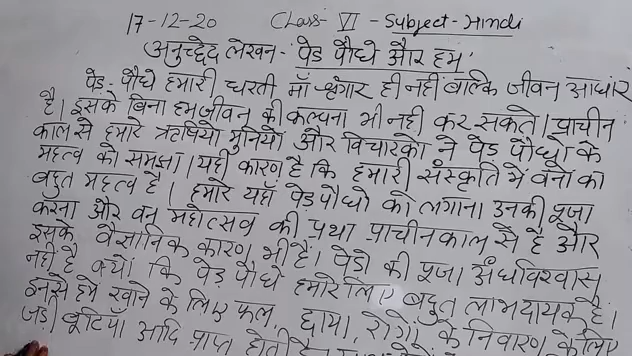 17-12-20 Class- VI - Subject- Hindi
अनुच्छेद लेखन - पेड पौधे और हम
पेड़- पौधे हमारी धरती माँ-श्रृंगार ही नही बल्कि जीवन आधार
है। इसके बिना हम जीवन की कल्पना भी नही कर सकते। प्राचीन
काल से हमारे ऋषियों मुनियों और विचारकों ने पेड़ पौधों के
महत्व को समझा। यही कारण है कि हमारी संस्कृति में वनों का
बहुत महत्व है। हमारे यहाँ पेड़ पौधो को लगाना उनकी पूजा
करना और वन महोत्सव की प्रथा प्राचीनकाल से है और
इसके वैज्ञानिक कारण भी है। पेड़ो की पूजा अंधविश्वास
नही है क्यों कि पेड़ पौधे हमारे लिए बहुत लाभदायक है।
इनसे हमें खाने के लिए फल, छाया, रोगों के निवारण के लिए
जड़ी बूटियाँ आदि प्राप्त होती है